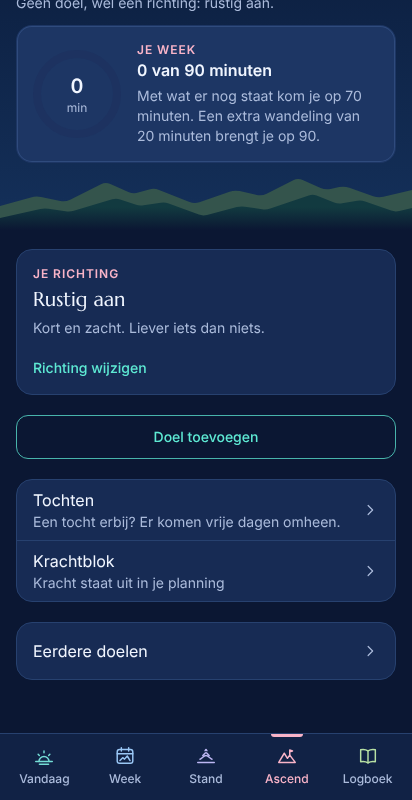 Geen doel, wel een richting: rustig aan.
JE WEEK
0 van 90 minuten
0
min
Met wat er nog staat kom je op 70
minuten. Een extra wandeling van
20 minuten brengt je op 90.
JE RICHTING
Rustig aan
Kort en zacht. Liever iets dan niets.
Richting wijzigen
Doel toevoegen
Tochten
Een tocht erbij? Er komen vrije dagen omheen.
Krachtblok
Kracht staat uit in je planning
Eerdere doelen
Vandaag
Week
Stand
Ascend
Logboek